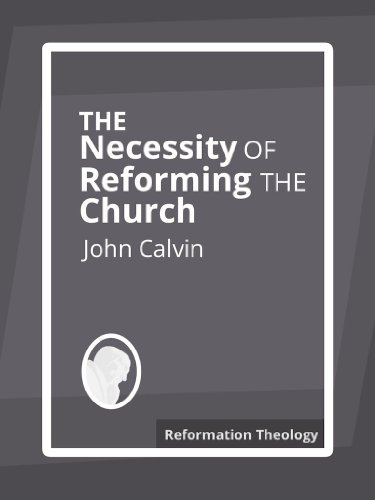 THE
Necessity OF
Reforming THE
Church
John Calvin
Reformation Theology